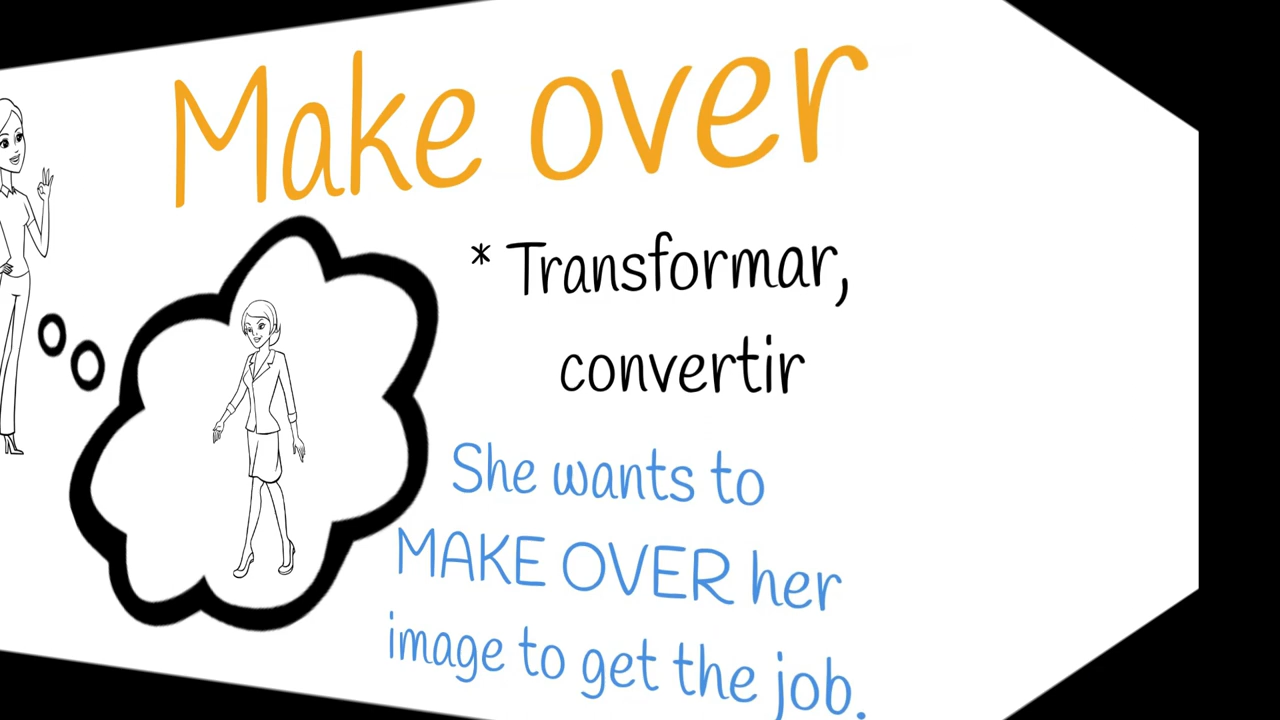 Make over
* Transformar,
convertir
She wants to
MAKE OVER her
image to get the job.